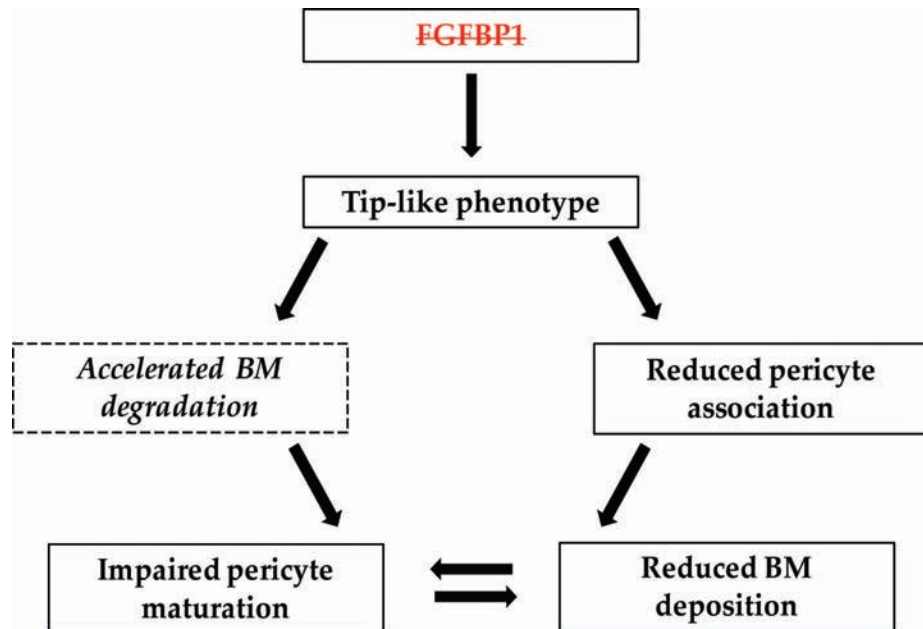 FGFBP1
Tip-like phenotype
Accelerated BM
degradation
Reduced pericyte
association
Impaired pericyte
maturation
Reduced BM
deposition